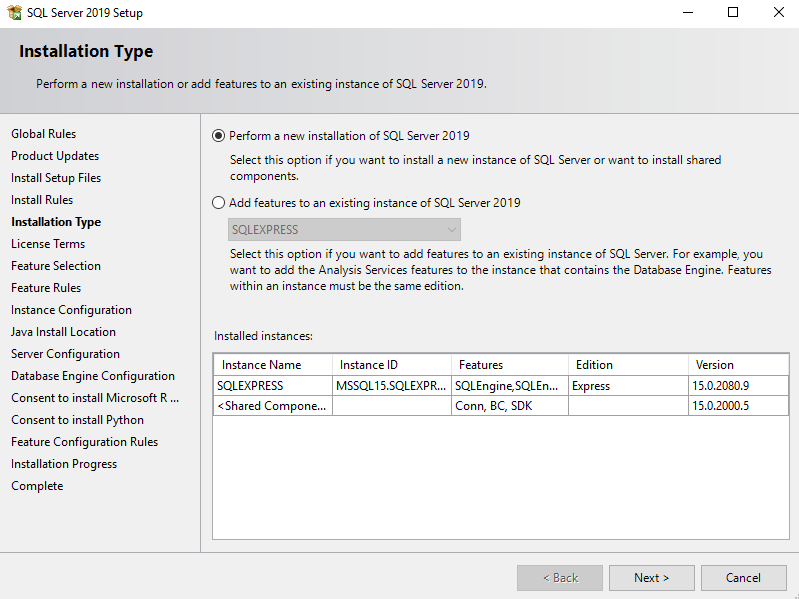 SQL Server 2019 Setup
Installation Type
Perform a new installation or add features to an existing instance of SQL Server 2019.
Global Rules
Product Updates
Install Setup Files
Install Rules
Installation Type
License Terms
Feature Selection
Feature Rules
Instance Configuration
Java Install Location
Server Configuration
Database Engine Configuration
Consent to install Microsoft R ...
Consent to install Python
Feature Configuration Rules
Installation Progress
Complete
Perform a new installation of SQL Server 2019
Select this option if you want to install a new instance of SQL Server or want to install shared
components.
Add features to an existing instance of SQL Server 2019
SQLEXPRESS
Select this option if you want to add features to an existing instance of SQL Server. For example, you
want to add the Analysis Services features to the instance that contains the Database Engine. Features
within an instance must be the same edition.
Installed instances:
Instance Name Instance ID Features Edition Version
SQLEXPRESS MSSQL15.SQLEXPR... SQLEngine,SQLEn... Express 15.0.2080.9
<Shared Compone... Conn, BC, SDK 15.0.2000.5
< Back Next > Cancel